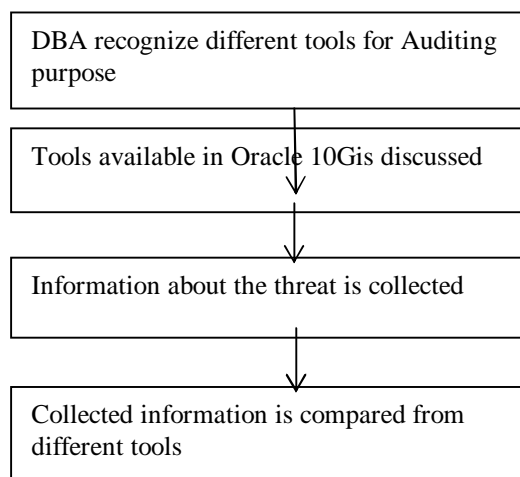 DBA recognize different tools for Auditing
purpose
Tools available in Oracle 10Gis discussed
Information about the threat is collected
Collected information is compared from
different tools